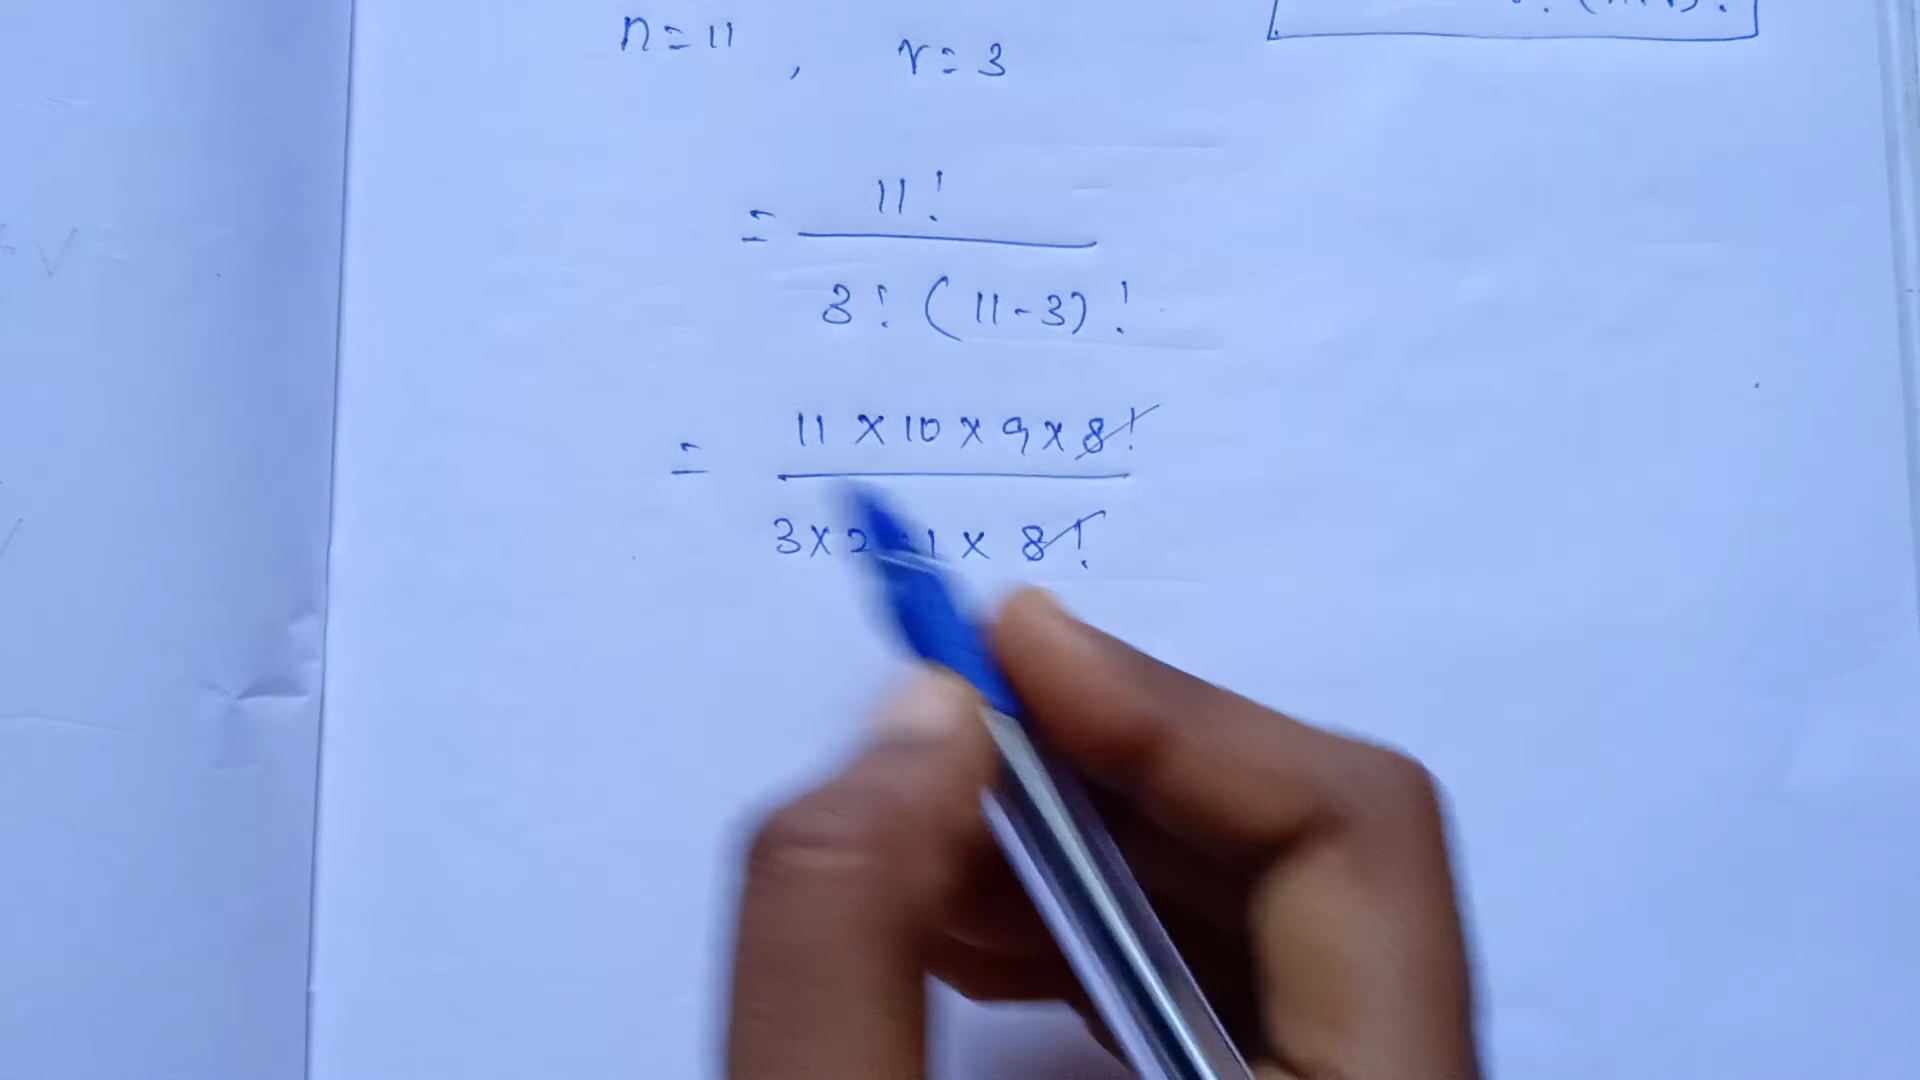 n = 11 , r = 3
= 11! / 3! (11-3)!
= 11 × 10 × 9 × 8! / 3 × 2 × 1 × 8!